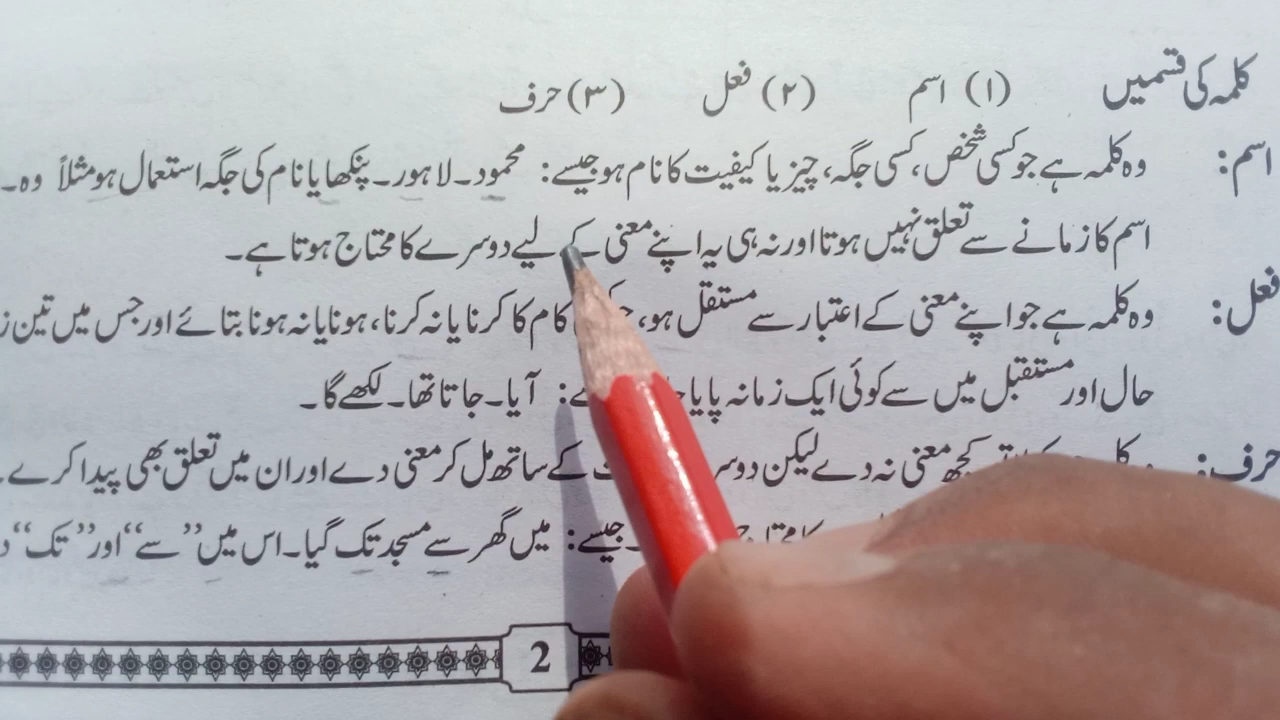 کلمہ کی قسمیں (۱) اسم (۲) فعل (۳) حرف
اسم: وہ کلمہ ہے جو کسی شخص، کسی جگہ، چیز یا کیفیت کا نام ہو جیسے: محمود۔ لاہور۔ پنکھا یا نام کی جگہ استعمال ہو مثلاً وہ۔
اسم کا زمانے سے تعلق نہیں ہوتا اور نہ ہی یہ اپنے معنی کے لیے دوسرے کا محتاج ہوتا ہے۔
فعل: وہ کلمہ ہے جو اپنے معنی کے اعتبار سے مستقل ہو، کام کا کرنا یا نہ کرنا، ہونا یا نہ ہونا بتائے اور جس میں تین
حال اور مستقبل میں سے کوئی ایک زمانہ پایا آیا۔ جاتا تھا۔ لکھے گا۔
حرف: کچھ معنی نہ دے لیکن کے ساتھ مل کر معنی دے اور ان میں تعلق بھی پیدا کرے
جیسے: میں گھر سے مسجد تک گیا۔ اس میں ”سے“ اور ”تک“
2